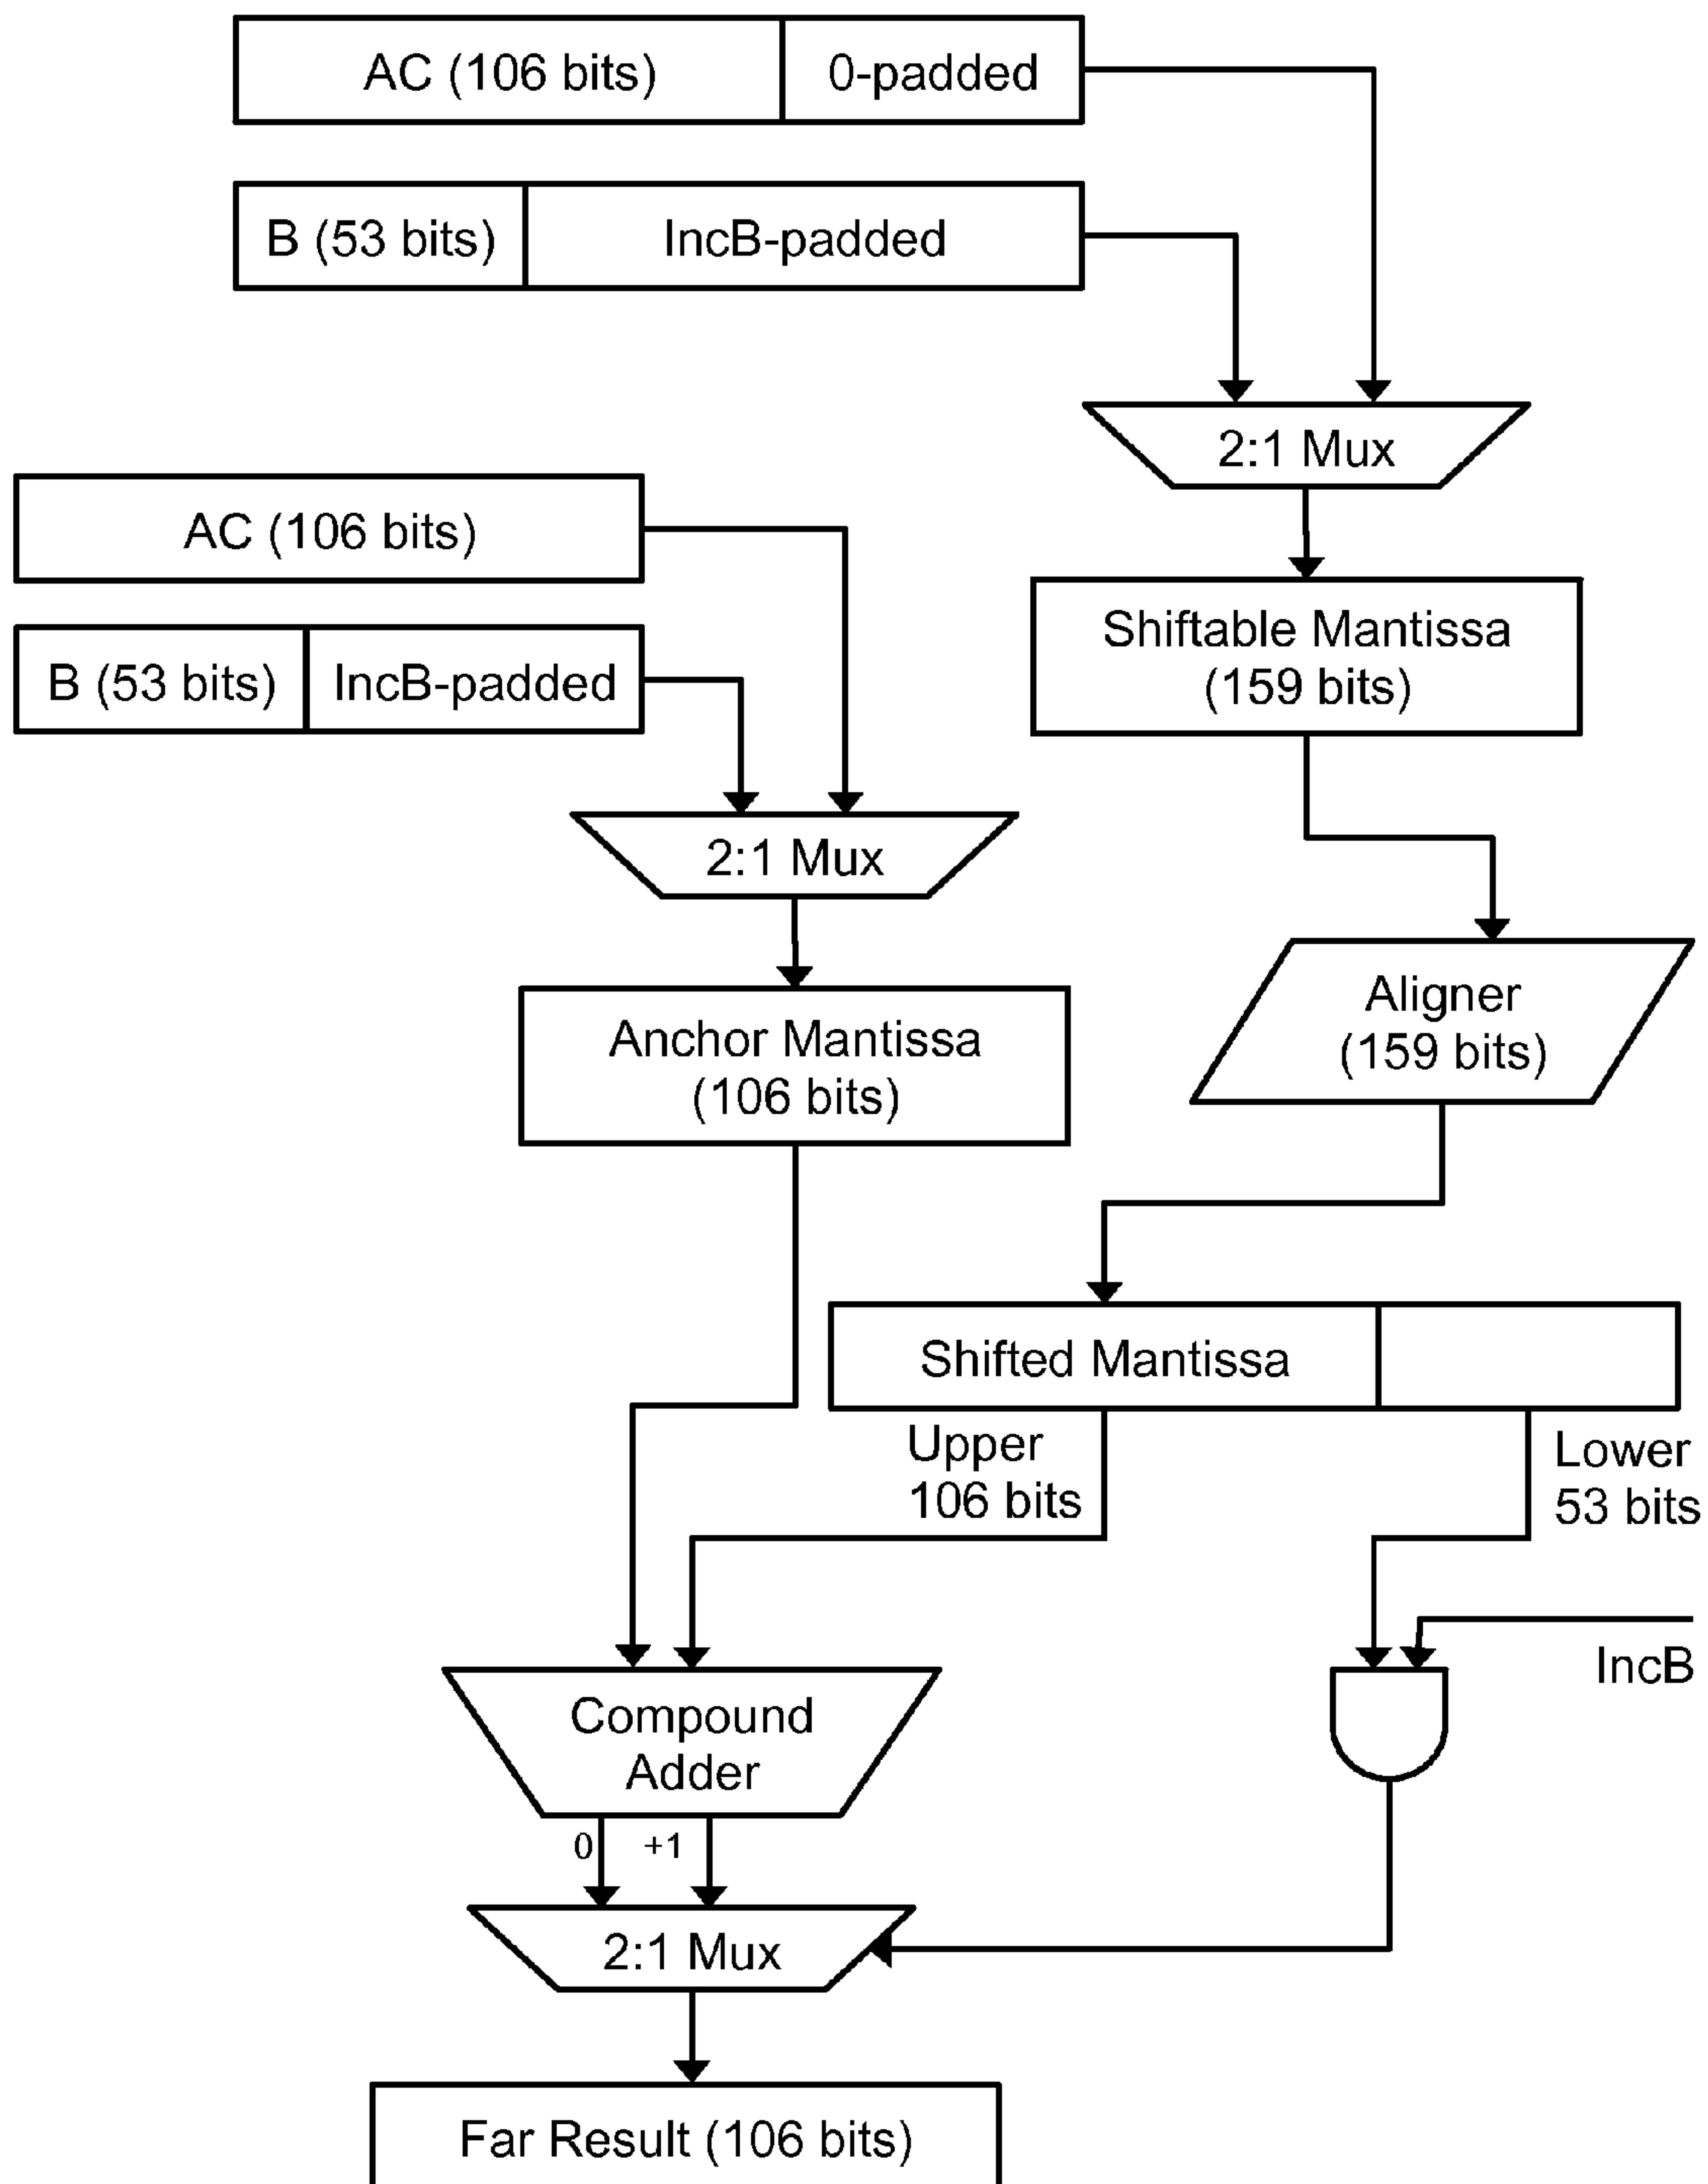 AC (106 bits) 0-padded
B (53 bits) IncB-padded
2:1 Mux
AC (106 bits)
B (53 bits) IncB-padded
Shiftable Mantissa
(159 bits)
2:1 Mux
Anchor Mantissa
(106 bits)
Aligner
(159 bits)
Shifted Mantissa
Upper
106 bits
Lower
53 bits
IncB
Compound
Adder
0 +1
2:1 Mux
Far Result (106 bits)